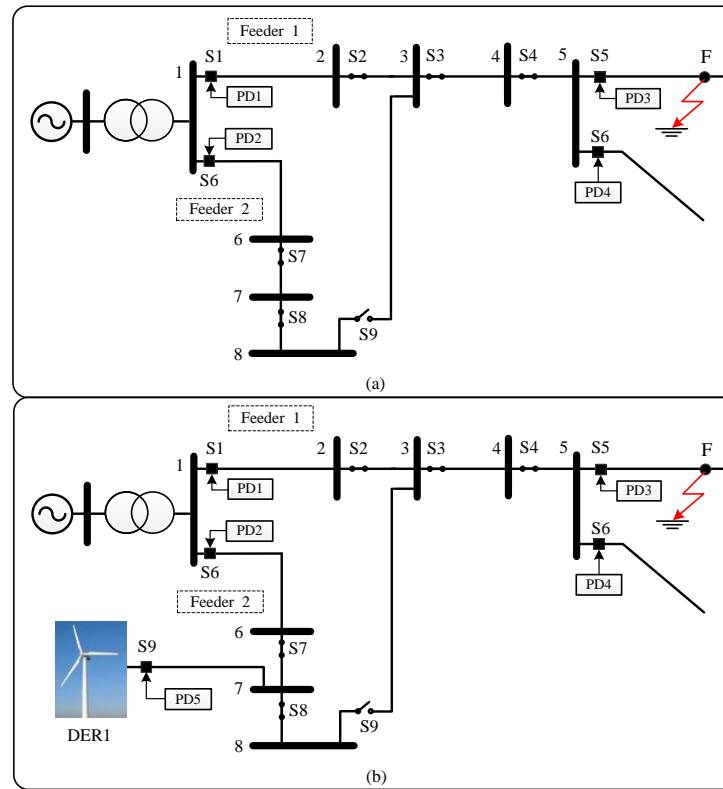 Feeder 1
1 S1 2 S2 3 S3 4 S4 5 S5 F
PD1 PD3
PD2 S6
S6 PD4
Feeder 2
6
S7
7
S8
S9
8
(a)
Feeder 1
1 S1 2 S2 3 S3 4 S4 5 S5 F
PD1 PD3
PD2 S6
S6 PD4
Feeder 2
6
S9 S7
PD5 7
S8
DER1 S9
8
(b)